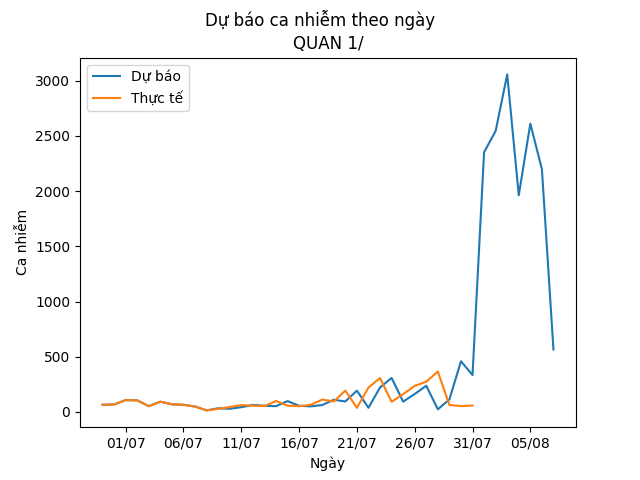 Dự báo ca nhiễm theo ngày
QUAN 1/
Dự báo
Thực tế
Ca nhiễm
3000
2500
2000
1500
1000
500
0
01/07 06/07 11/07 16/07 21/07 26/07 31/07 05/08
Ngày